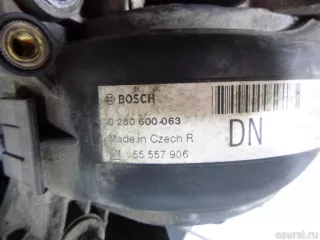 BOSCH
0 280 600 063
Made in Czech R.
DN
55 557 906
© eaural.ru